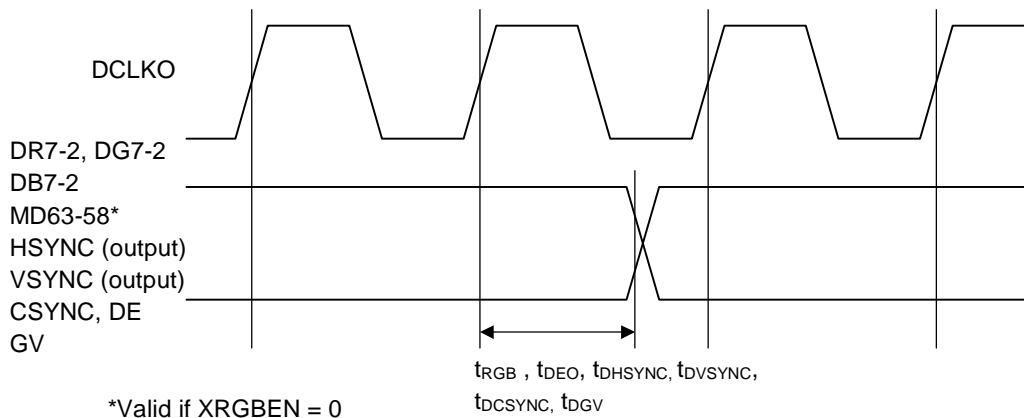 DCLKO
DR7-2, DG7-2
DB7-2
MD63-58*
HSYNC (output)
VSYNC (output)
CSYNC, DE
GV
tRGB , tDEO, tDHSYNC, tDVSYNC,
tDCSYNC, tDGV
*Valid if XRGBEN = 0